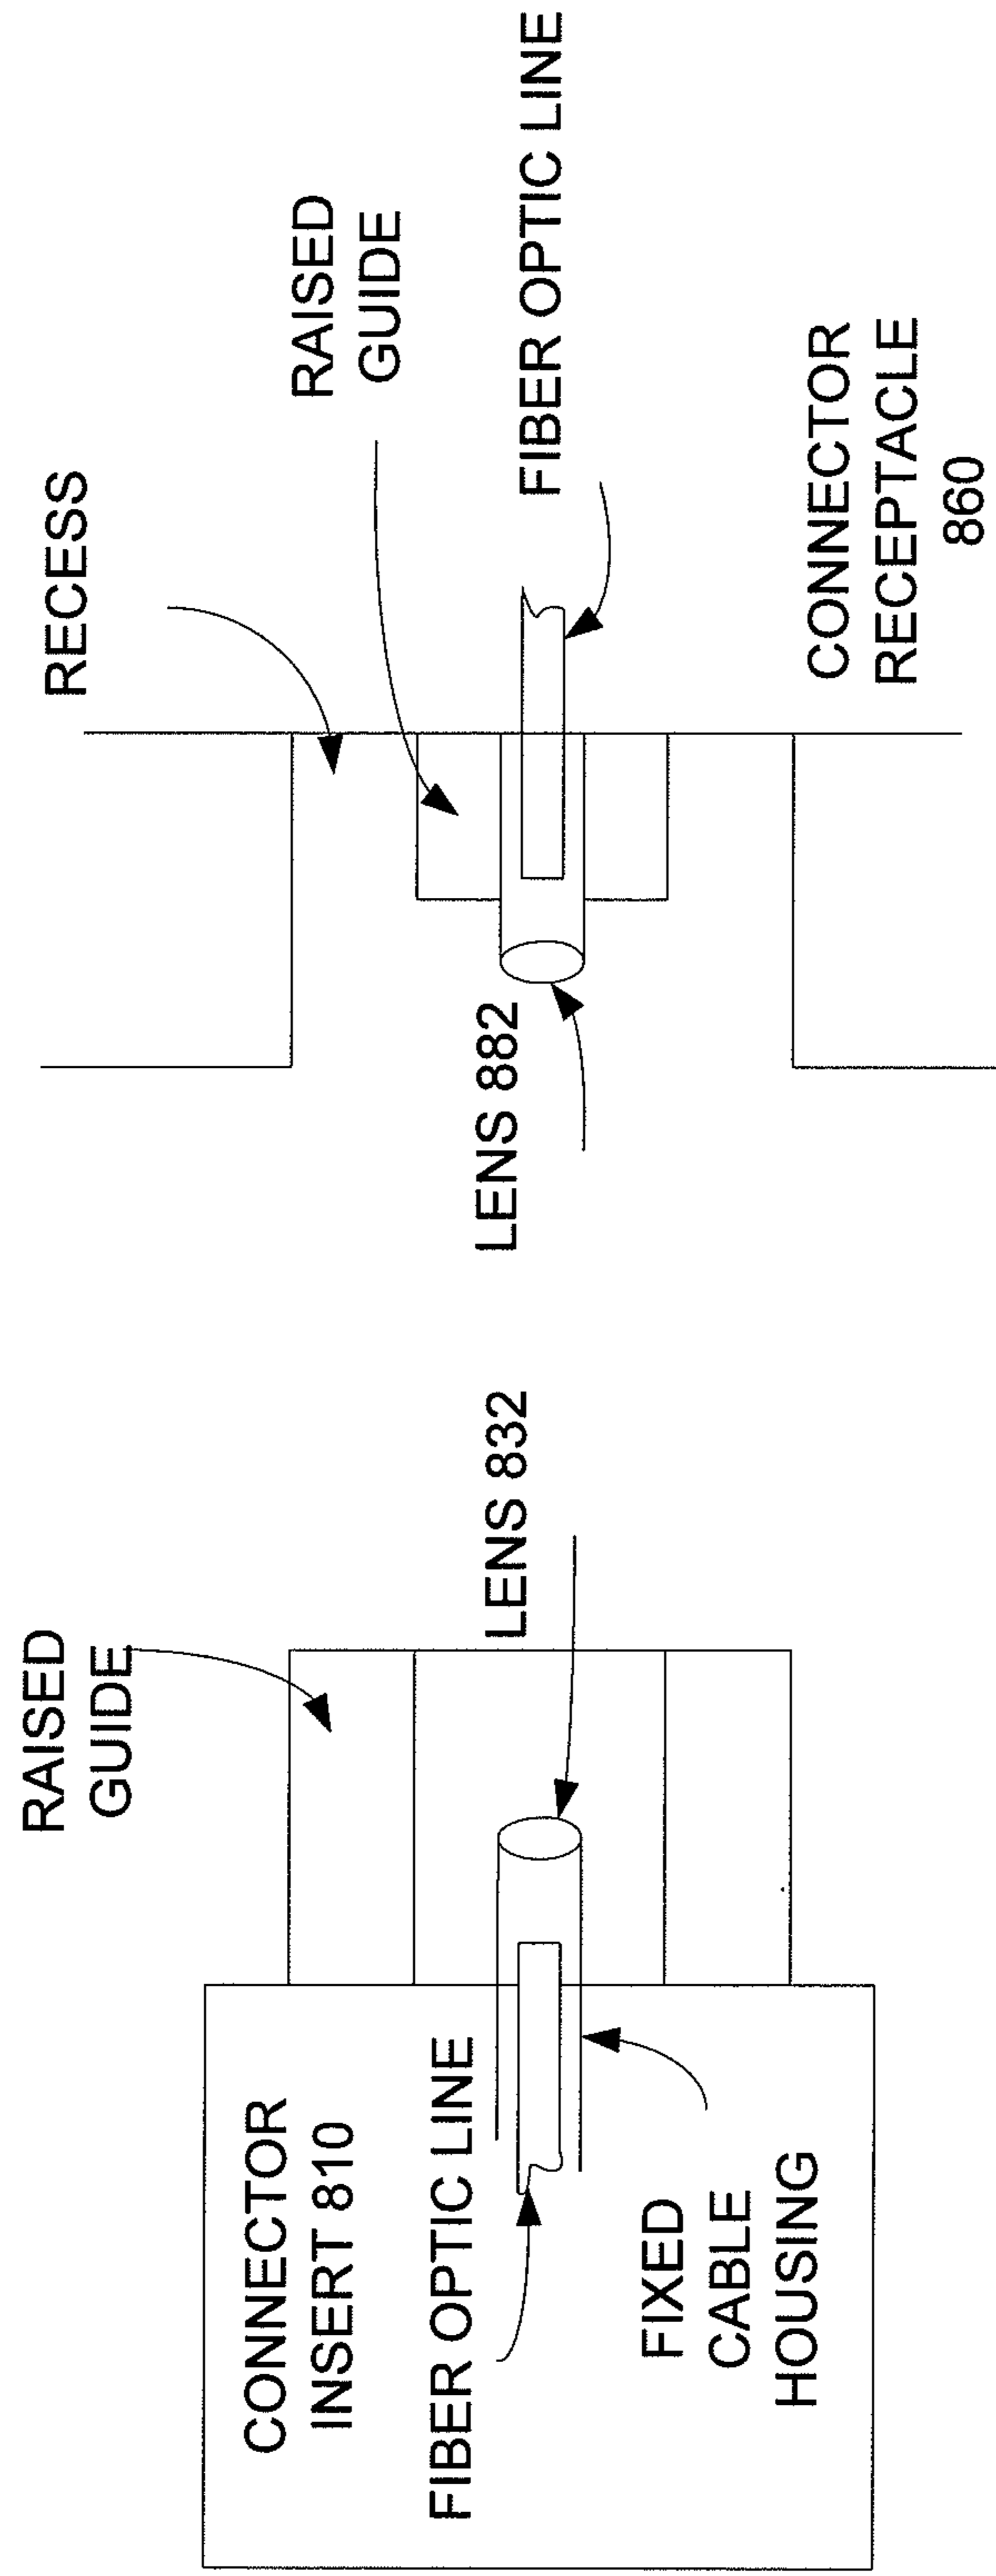 CONNECTOR
INSERT 810
FIBER OPTIC LINE
FIXED
CABLE
HOUSING
RAISED
GUIDE
LENS 832
RECESS
RAISED
GUIDE
LENS 882
FIBER OPTIC LINE
CONNECTOR
RECEPTACLE
860